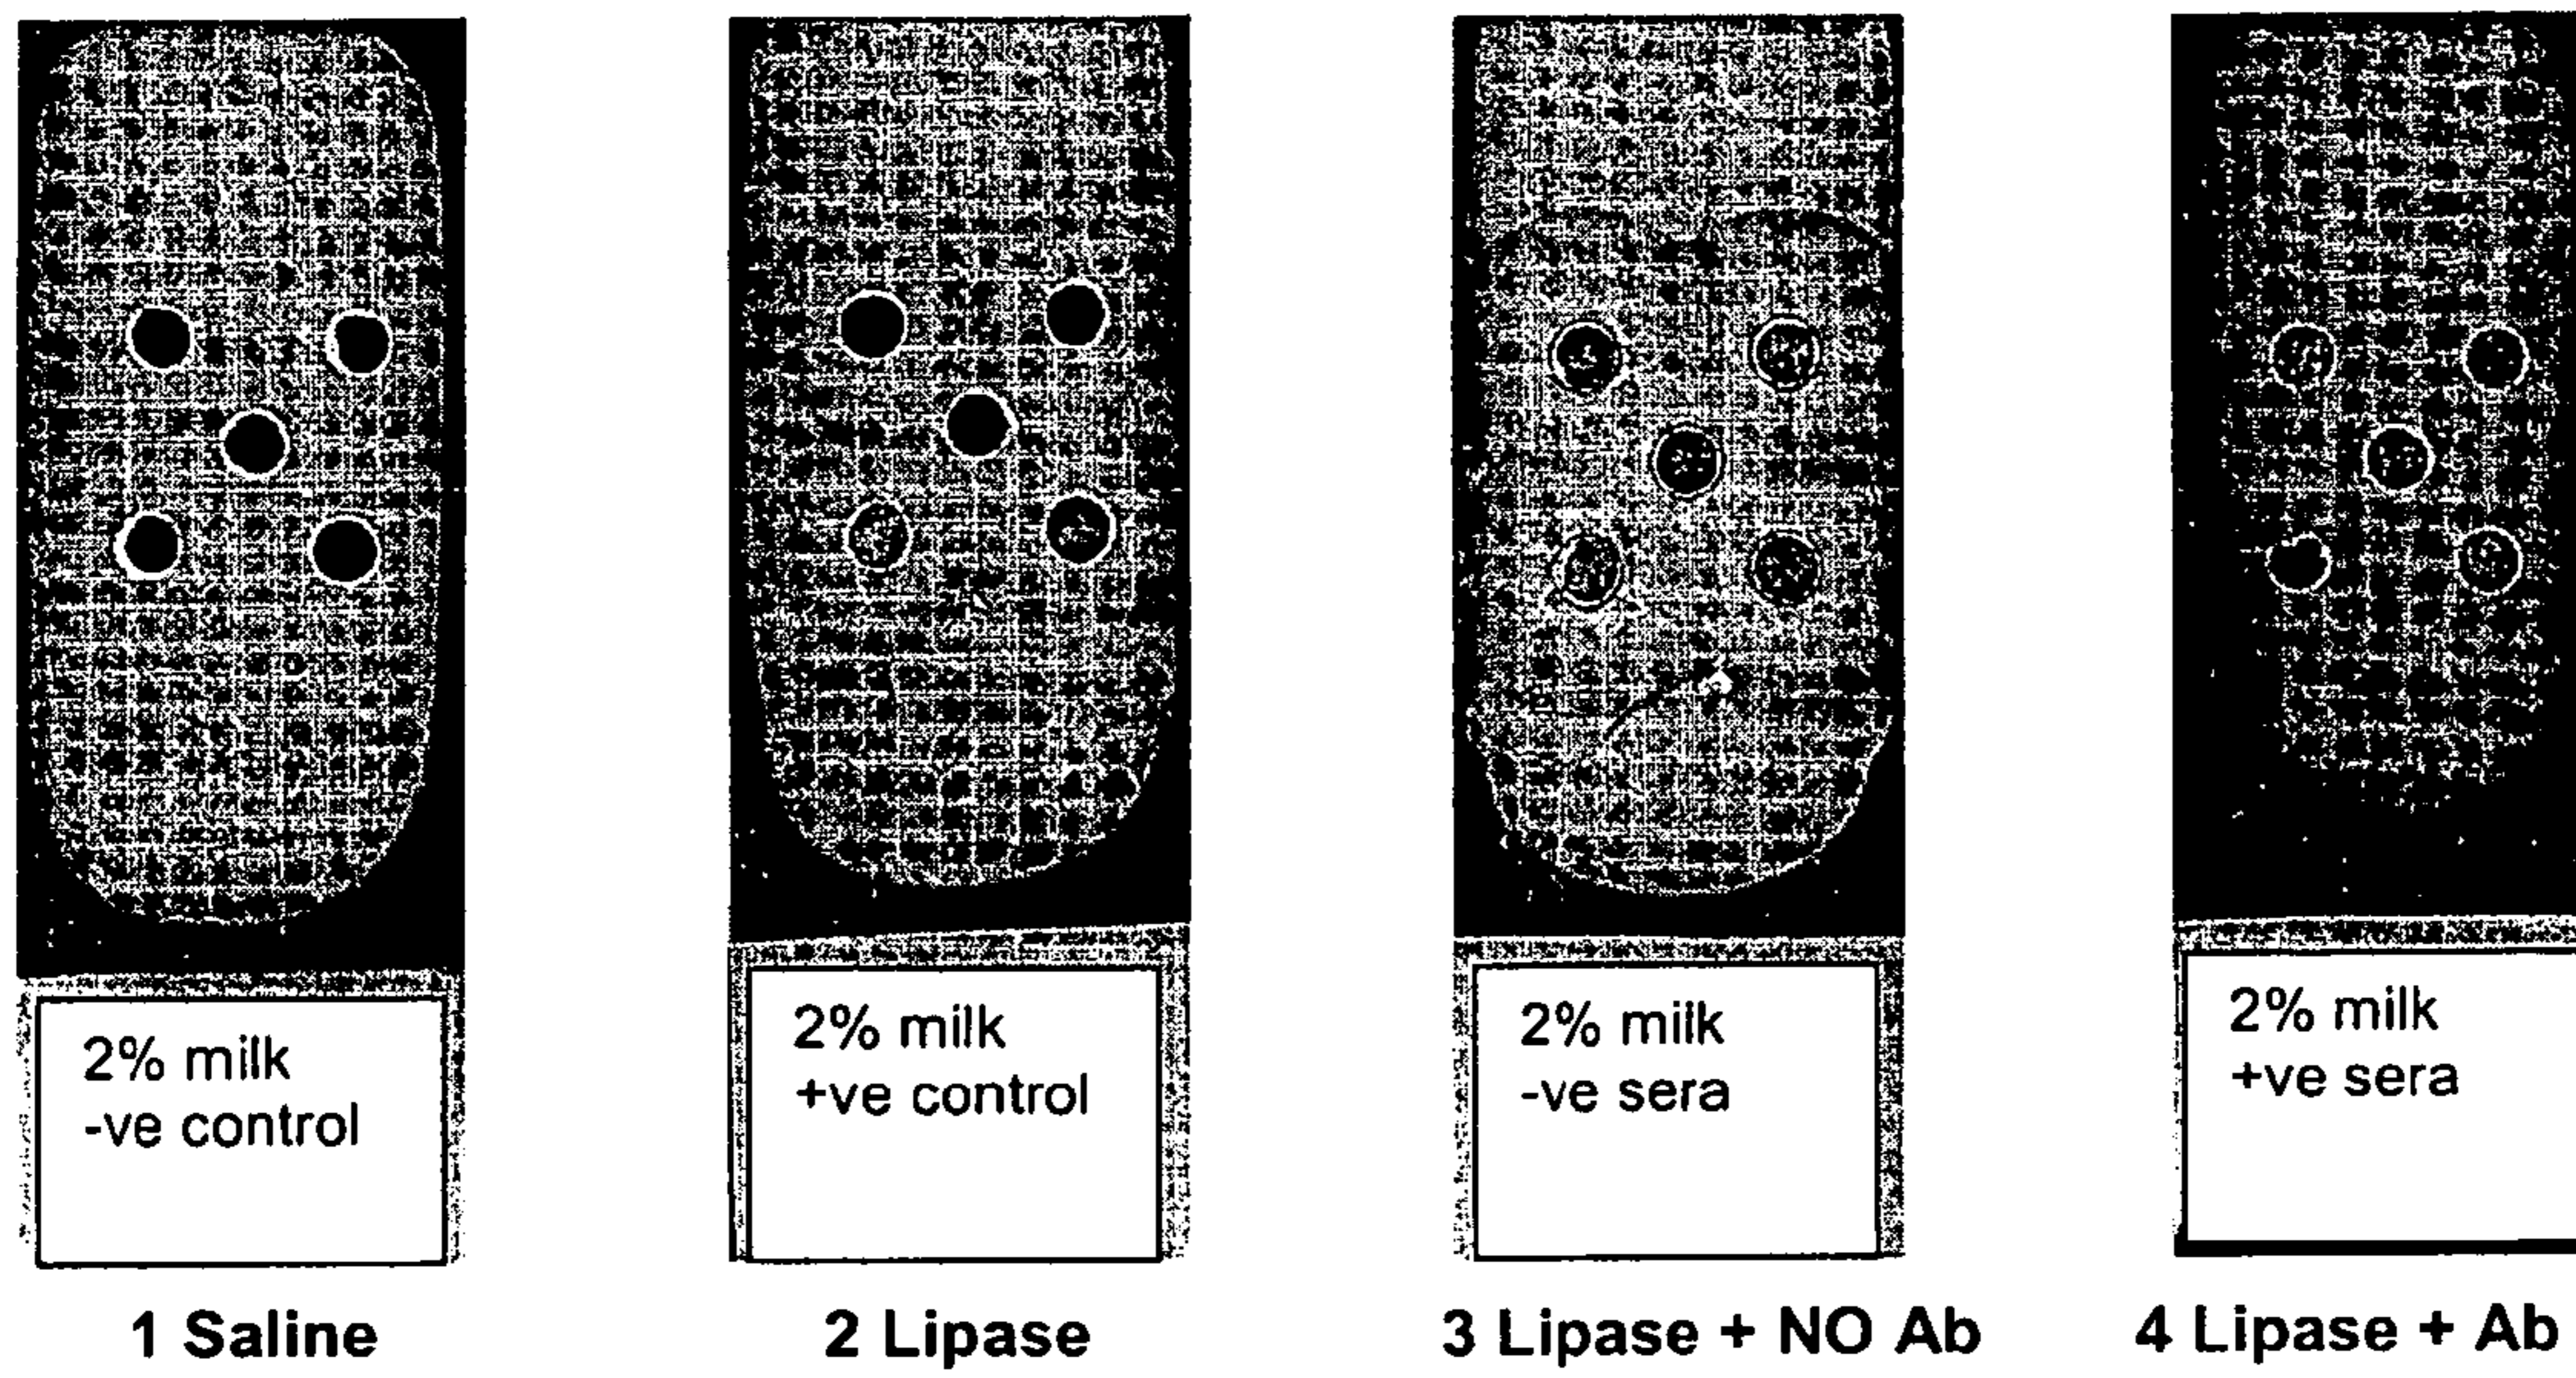 2% milk
-ve control
2% milk
+ve control
2% milk
-ve sera
2% milk
+ve sera
1 Saline
2 Lipase
3 Lipase + NO Ab
4 Lipase + Ab